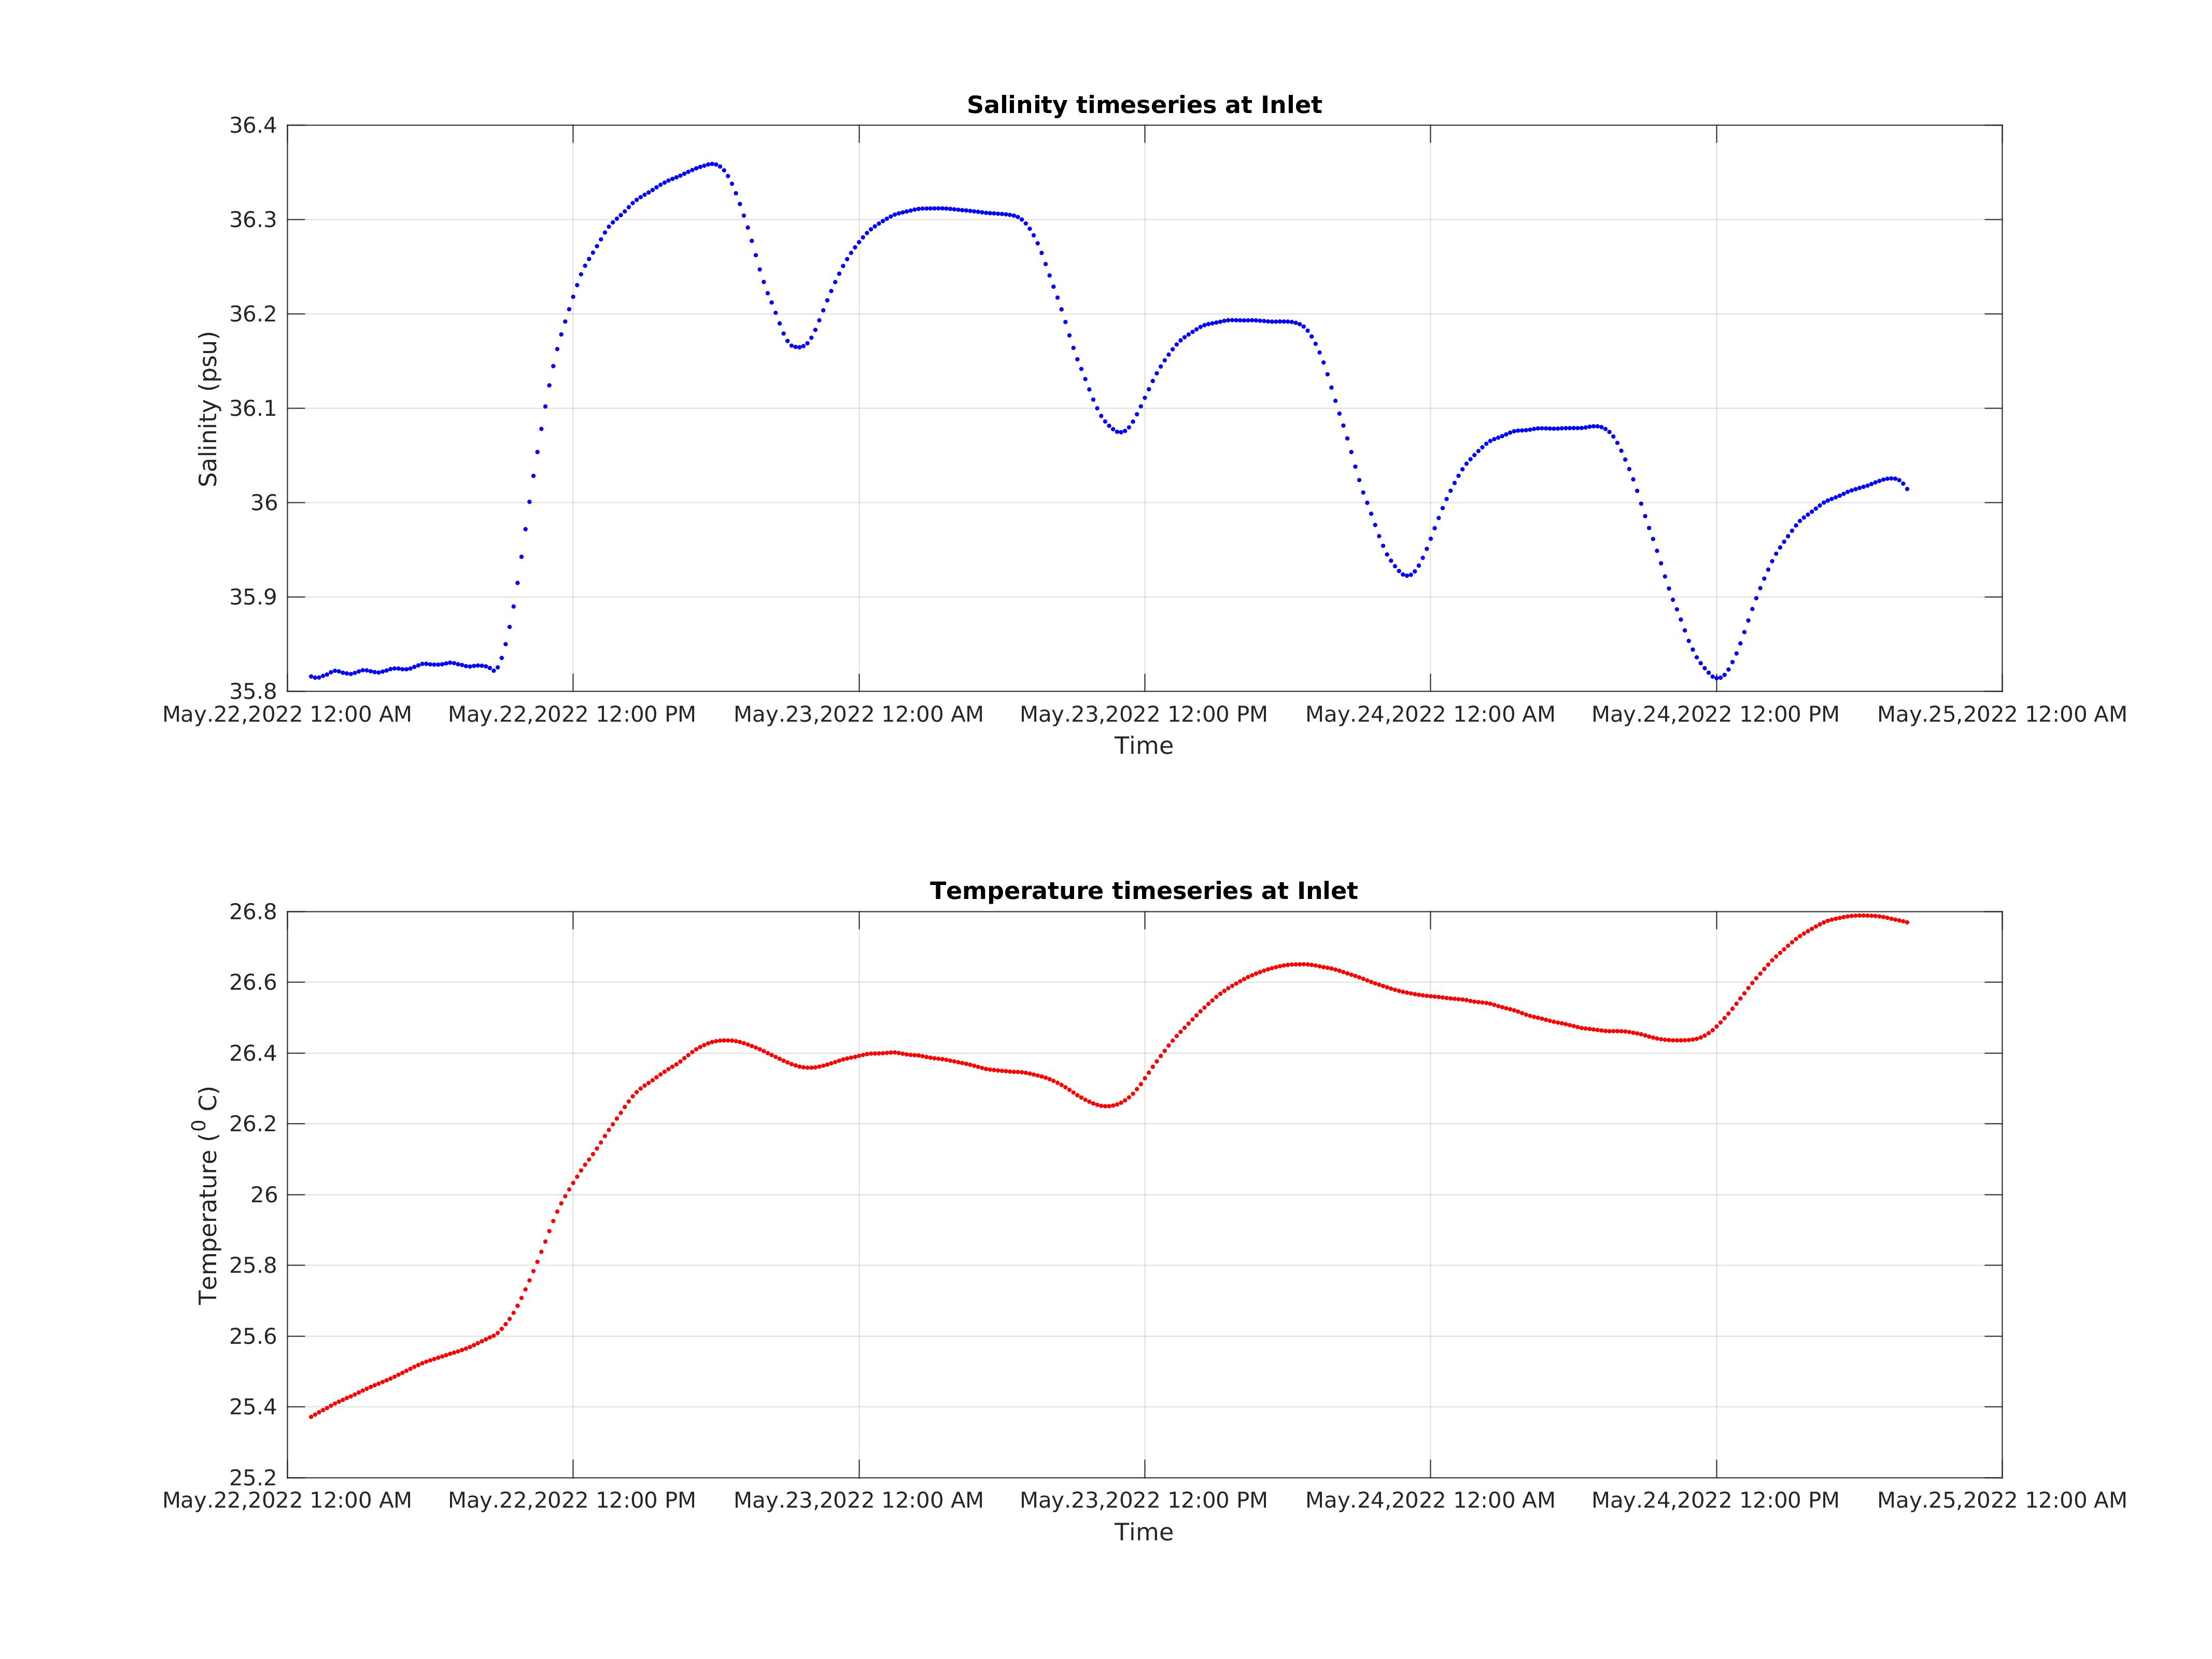 Salinity timeseries at Inlet
36.4
36.3
36.2
36.1
36
35.9
35.8
Salinity (psu)
May.22,2022 12:00 AM May.22,2022 12:00 PM May.23,2022 12:00 AM May.23,2022 12:00 PM May.24,2022 12:00 AM May.24,2022 12:00 PM May.25,2022 12:00 AM
Time
Temperature timeseries at Inlet
26.8
26.6
26.4
26.2
26
25.8
25.6
25.4
25.2
Temperature (⁰ C)
May.22,2022 12:00 AM May.22,2022 12:00 PM May.23,2022 12:00 AM May.23,2022 12:00 PM May.24,2022 12:00 AM May.24,2022 12:00 PM May.25,2022 12:00 AM
Time